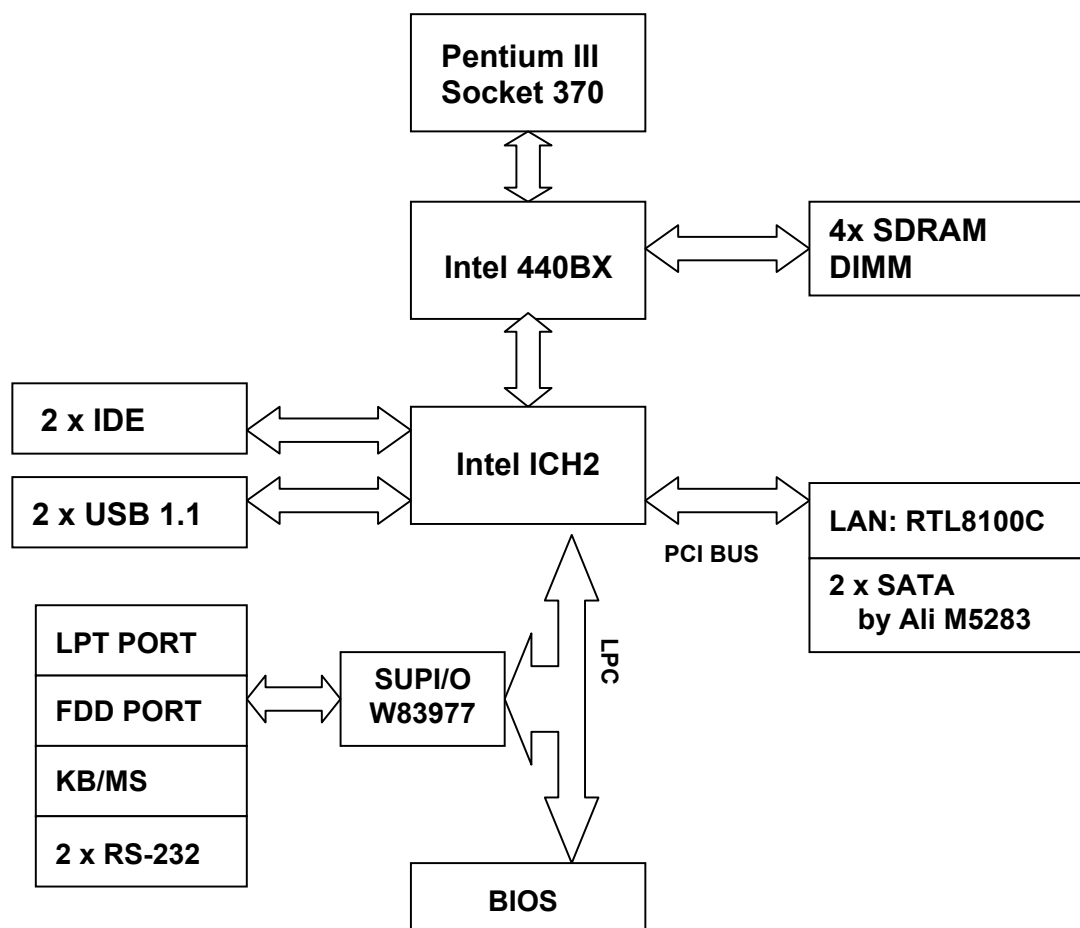 Pentium III
Socket 370
Intel 440BX
4x SDRAM
DIMM
2 x IDE
Intel ICH2
2 x USB 1.1
PCI BUS
LAN: RTL8100C
2 x SATA
by Ali M5283
LPT PORT
FDD PORT
KB/MS
2 x RS-232
SUPI/O
W83977
LPC
BIOS